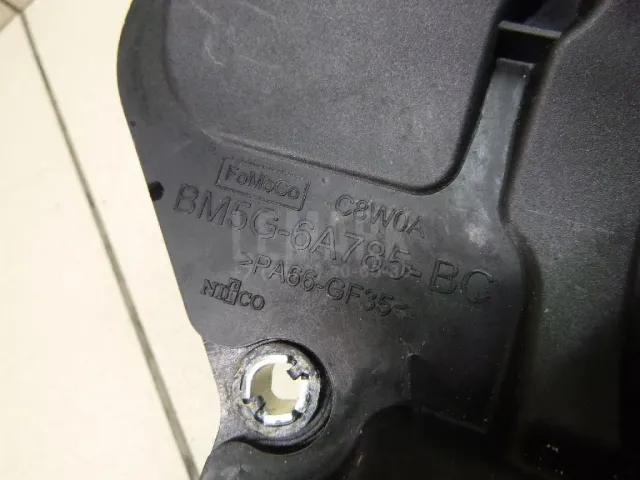 FoMoCo
C8W0A
BM5G-6A785-BC
>PA66-GF35<
NIFCO